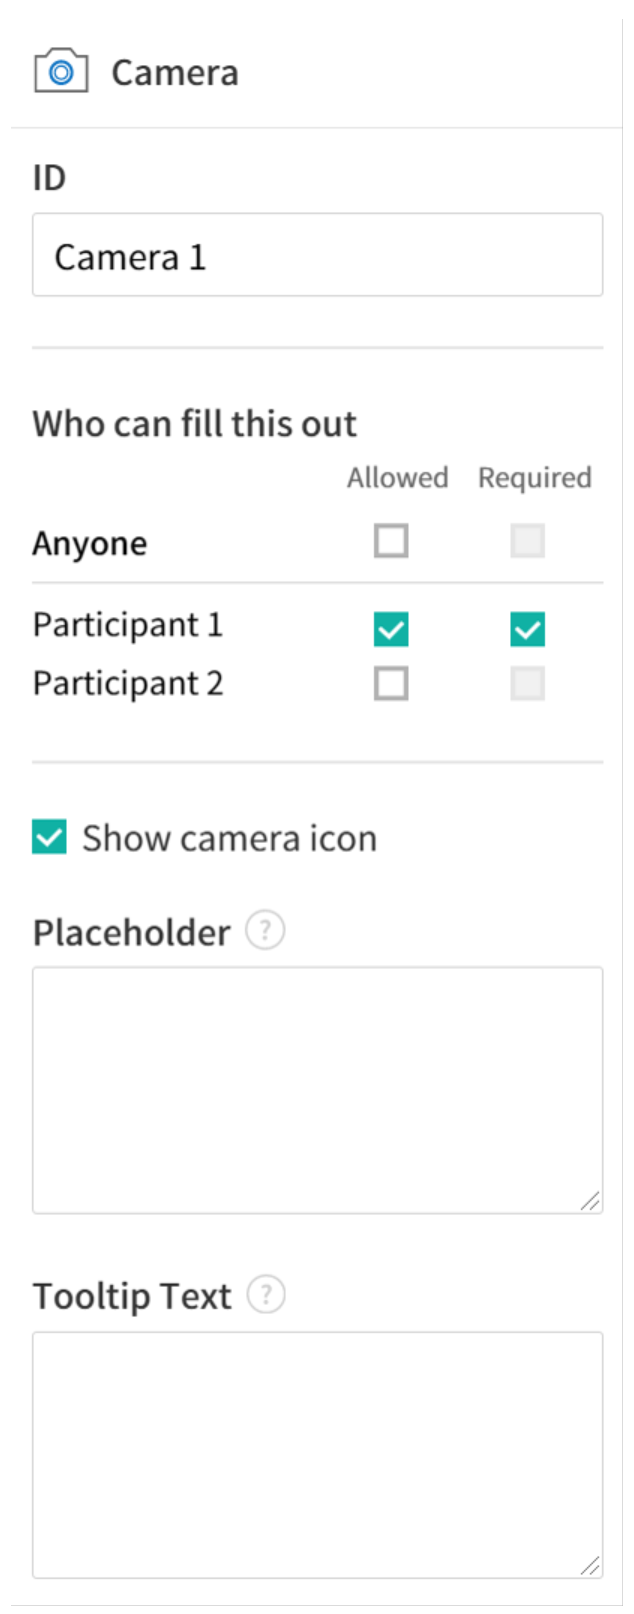 Camera
ID
Camera 1
Who can fill this out
Allowed Required
Anyone
Participant 1
Participant 2
Show camera icon
Placeholder ?
Tooltip Text ?